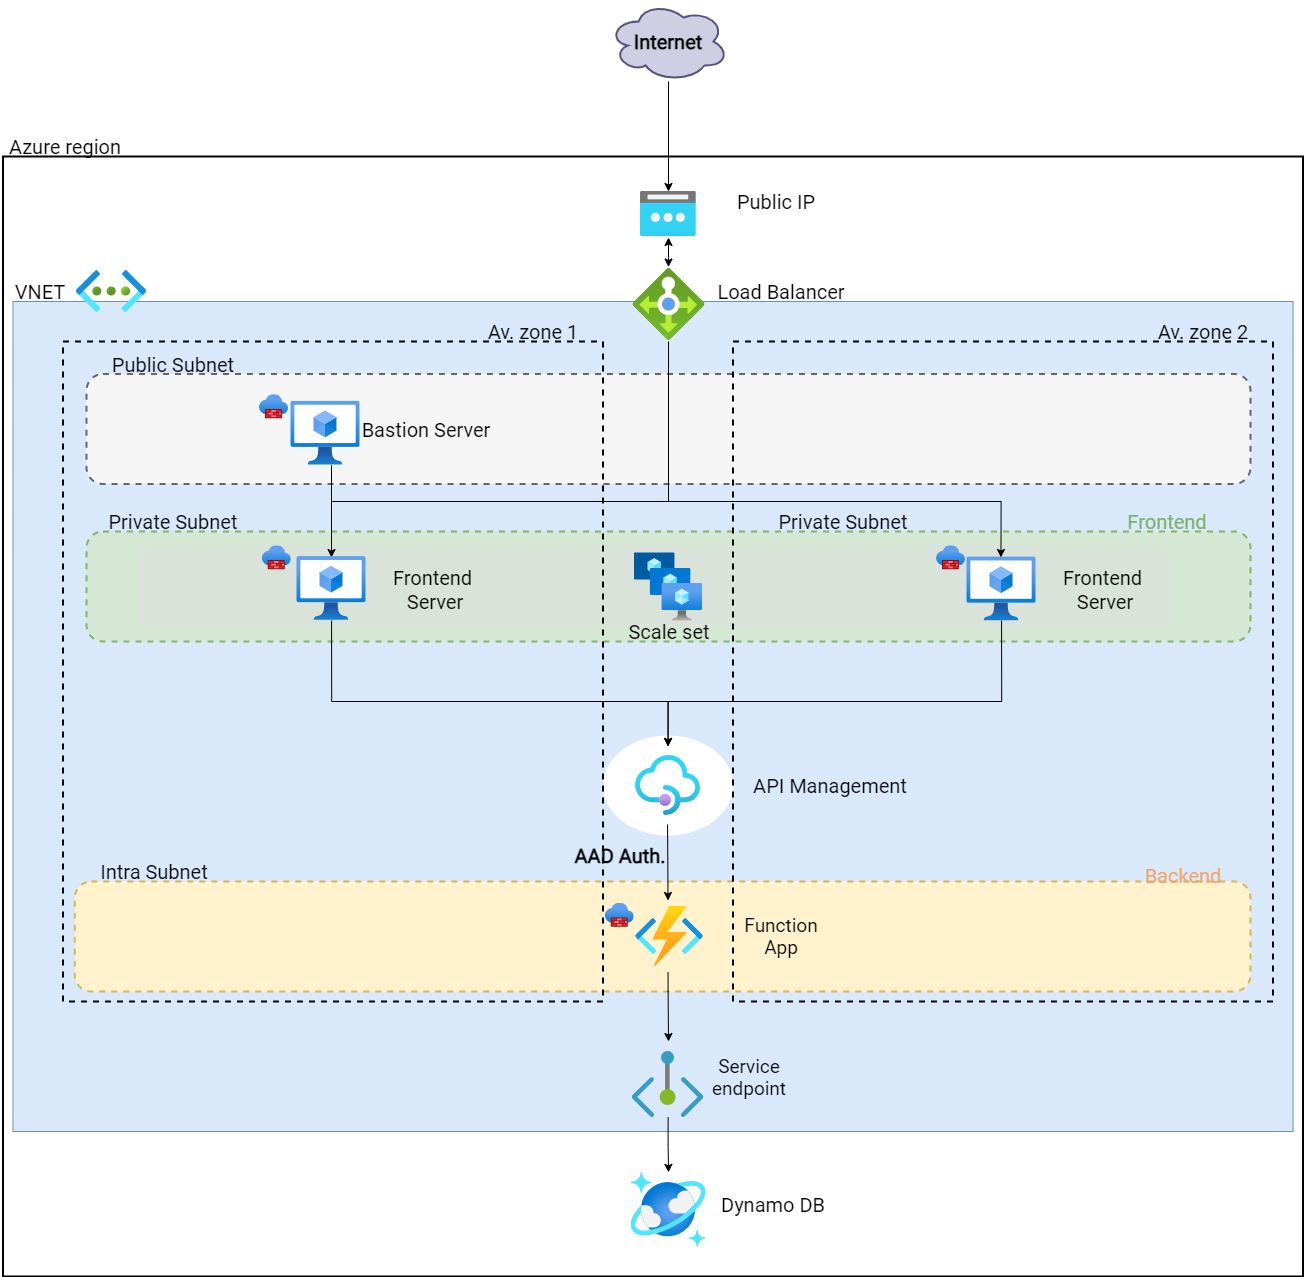 Internet
Azure region
Public IP
VNET
Load Balancer
Av. zone 1
Av. zone 2
Public Subnet
Bastion Server
Private Subnet
Private Subnet
Frontend
Frontend
Server
Frontend
Server
Scale set
API Management
AAD Auth.
Intra Subnet
Backend
Function
App
Service
endpoint
Dynamo DB